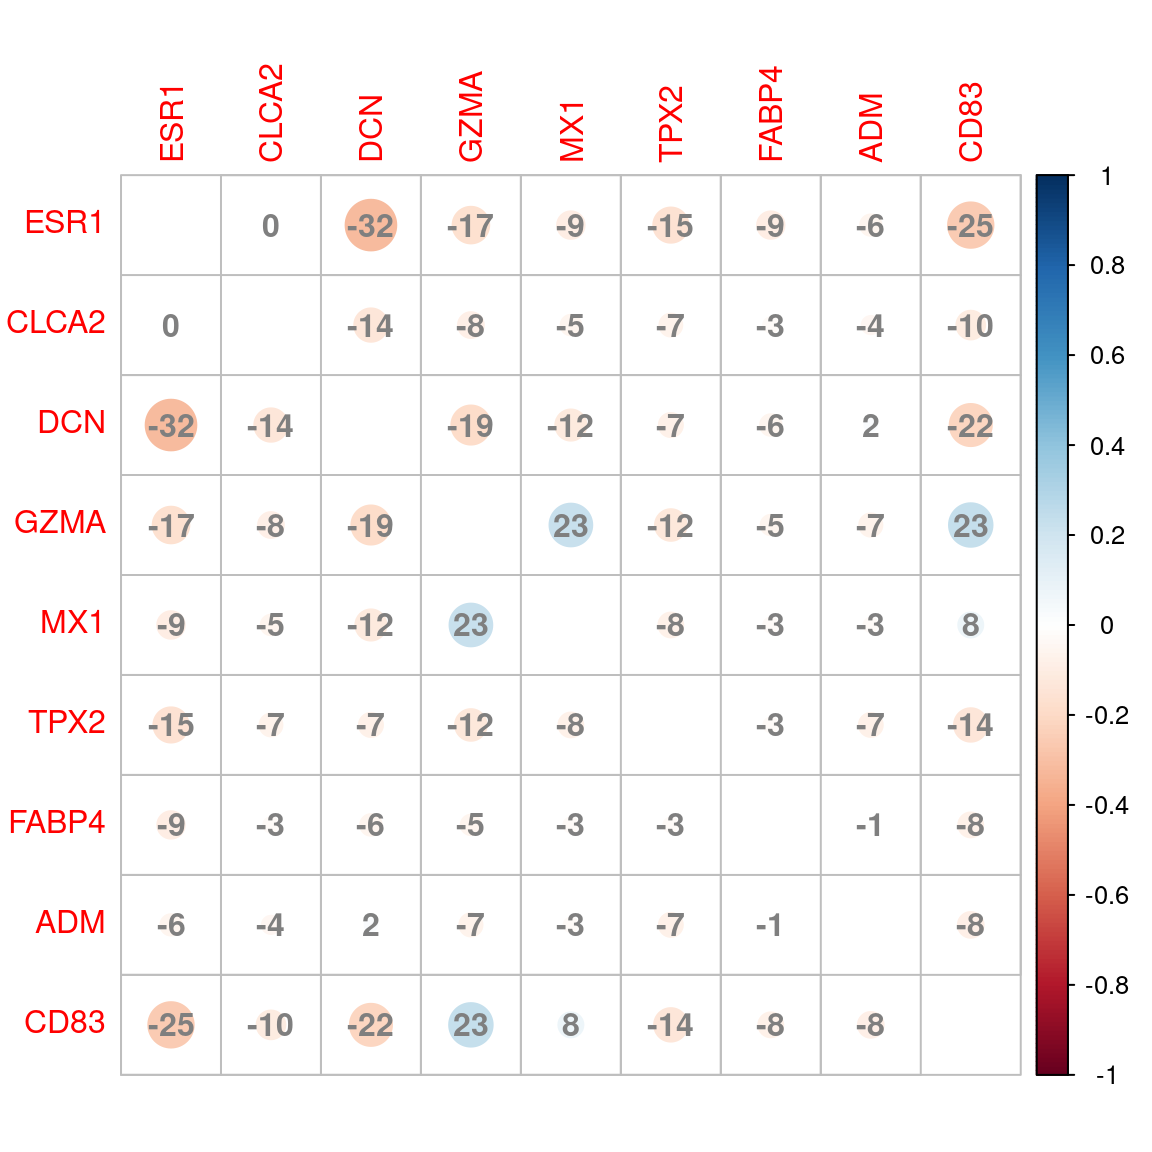 ESR1 CLCA2 DCN GZMA MX1 TPX2 FABP4 ADM CD83
ESR1 0 -32 -17 -9 -15 -9 -6 -25
CLCA2 0 -14 -8 -5 -7 -3 -4 -10
DCN -32 -14 -19 -12 -7 -6 2 -22
GZMA -17 -8 -19 23 -12 -5 -7 23
MX1 -9 -5 -12 23 -8 -3 -3 8
TPX2 -15 -7 -7 -12 -8 -3 -7 -14
FABP4 -9 -3 -6 -5 -3 -3 -1 -8
ADM -6 -4 2 -7 -3 -7 -1 -8
CD83 -25 -10 -22 23 8 -14 -8 -8
1
0.8
0.6
0.4
0.2
0
-0.2
-0.4
-0.6
-0.8
-1